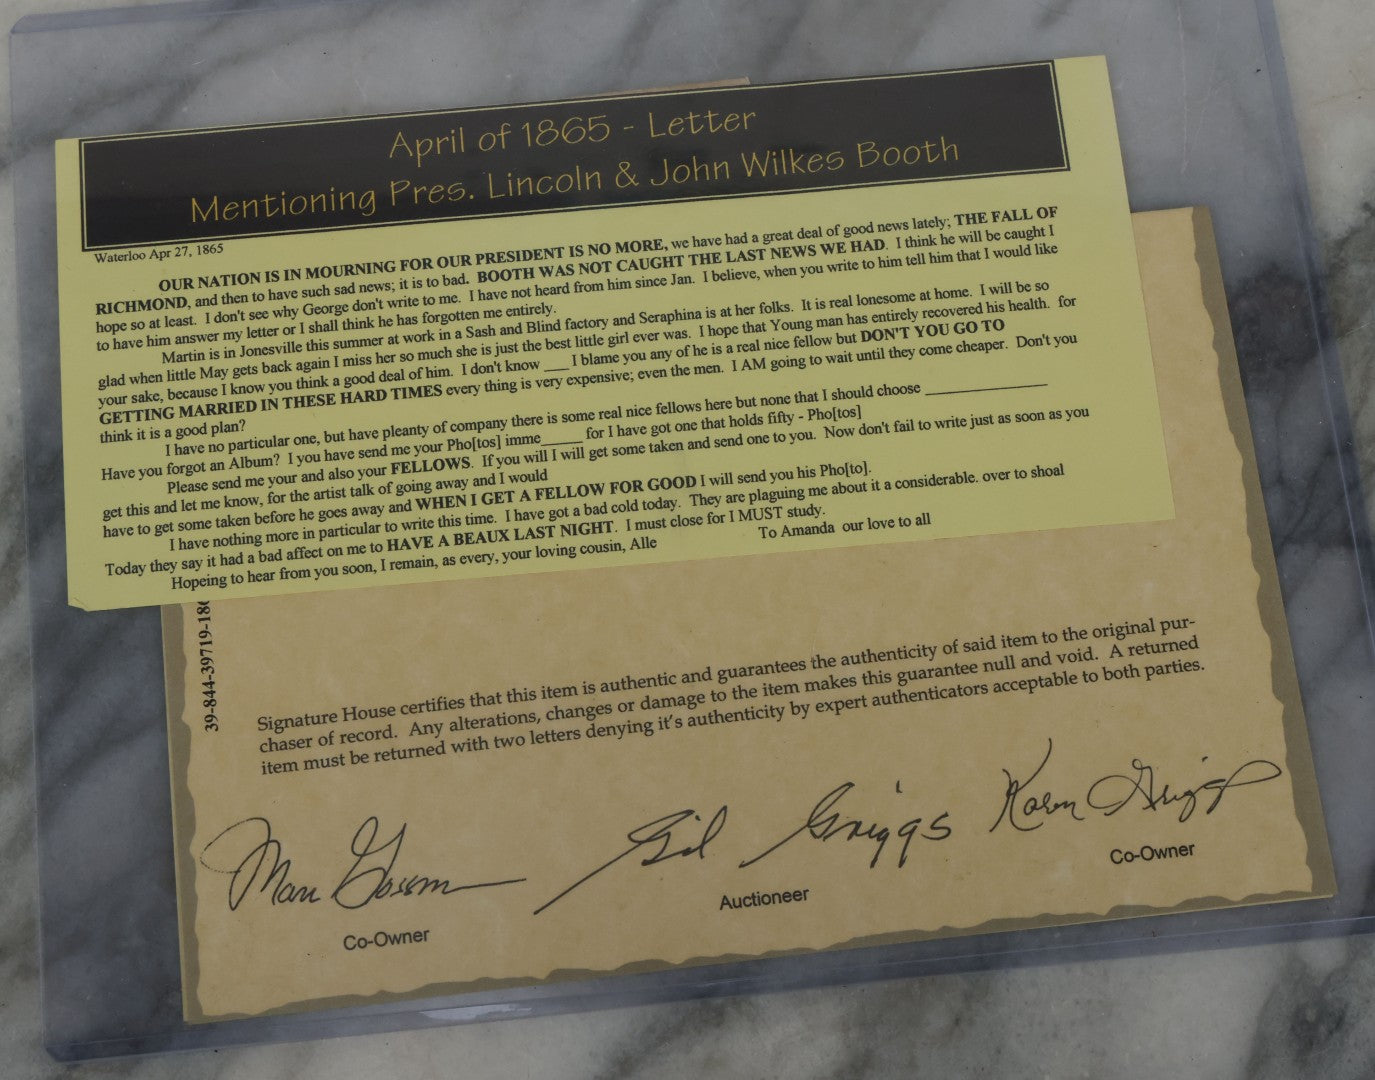 April of 1865 - Letter
Mentioning Pres. Lincoln & John Wilkes Booth
Waterloo Apr 27, 1865
OUR NATION IS IN MOURNING FOR OUR PRESIDENT IS NO MORE, we have had a great deal of good news lately; THE FALL OF
RICHMOND, and then to have such sad news; it is to bad. BOOTH WAS NOT CAUGHT THE LAST NEWS WE HAD. I think he will be caught I
hope so at least. I don't see why George don't write to me. I have not heard from him since Jan. I believe, when you write to him tell him that I would like
to have him answer my letter or I shall think he has forgotten me entirely.
Martin is in Jonesville this summer at work in a Sash and Blind factory and Seraphina is at her folks. It is real lonesome at home. I will be so
glad when little May gets back again I miss her so much she is just the best little girl ever was. I hope that Young man has entirely recovered his health. for
your sake, because I know you think a good deal of him. I don't know ___ I blame you any of he is a real nice fellow but DON'T YOU GO TO
GETTING MARRIED IN THESE HARD TIMES every thing is very expensive; even the men. I AM going to wait until they come cheaper. Don't you
think it is a good plan?
I have no particular one, but have pleanty of company there is some real nice fellows here but none that I should choose _______________
Have you forgot an Album? I you have send me your Pho[tos] imme_____ for I have got one that holds fifty - Pho[tos]
Please send me your and also your FELLOWS. If you will I will get some taken and send one to you. Now don't fail to write just as soon as you
get this and let me know, for the artist talk of going away and I would
have to get some taken before he goes away and WHEN I GET A FELLOW FOR GOOD I will send you his Pho[to].
I have nothing more in particular to write this time. I have got a bad cold today. They are plaguing me about it a considerable. over to shoal
Today they say it had a bad affect on me to HAVE A BEAUX LAST NIGHT. I must close for I MUST study.
Hopeing to hear from you soon, I remain, as every, your loving cousin, Alle To Amanda our love to all
39-844-39719-186
Signature House certifies that this item is authentic and guarantees the authenticity of said item to the original pur-
chaser of record. Any alterations, changes or damage to the item makes this guarantee null and void. A returned
item must be returned with two letters denying it's authenticity by expert authenticators acceptable to both parties.
Gil Griggs
Karen Griggs
Co-Owner
Auctioneer
Co-Owner